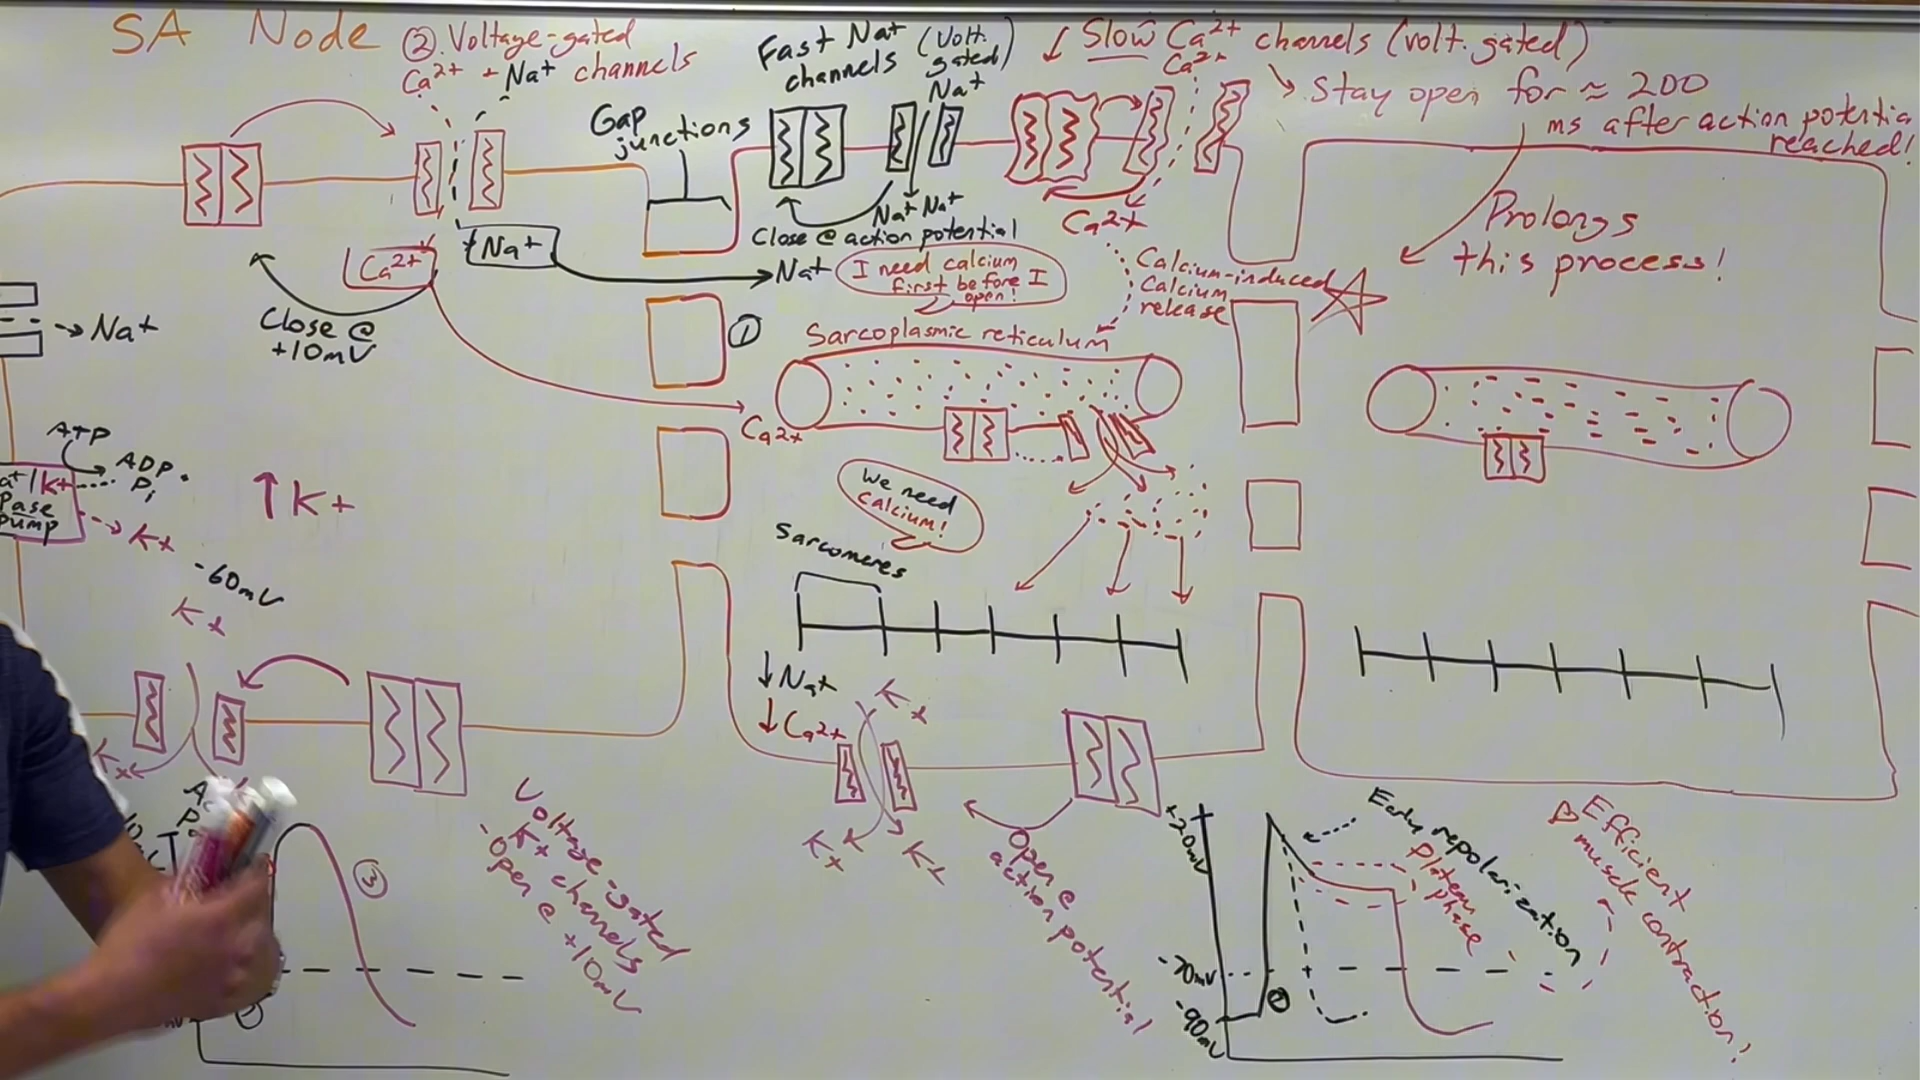 SA Node
② Voltage-gated
Ca²⁺ + Na⁺ channels
Fast Na⁺ (Volt. gated)
channels
Na⁺
↓ Slow Ca²⁺ channels (volt. gated)
Ca²⁺
↘ Stay open for ≈ 200
ms after action potentia
reached!
Gap
junctions
Na⁺
Ca²⁺
Close @
+10mV
Na⁺ Na⁺
Close @ action potential
Na⁺
I need calcium
first before I
open!
Ca²⁺
Calcium-induced
Calcium
release
Prolongs
this process!
→ Na+
①
Sarcoplasmic reticulum
Ca²⁺
ATP
ADP
Pi
K+
Pase
pump
K+
↑K+
-60mV
K+
We need
calcium!
Sarcomeres
↓Na+
↓Ca²⁺
K+
K+
K+
K+
Voltage-gated
K+ channels
-Open @ +10mV
Open @
action potential
③
+20mV
-70mV
-90mV
Early repolarization
Plateau
phase
Efficient
muscle contraction!